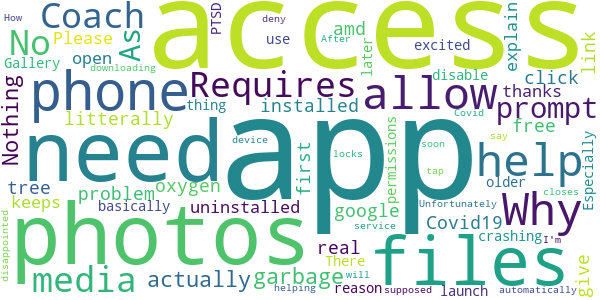 How
deny
PTSD
Coach
As
access
explain
link
No
Please
amd
later
excited
Gallery
open
use
After
disable
click
downloading
Nothing
phone
Requires
allow
prompt
thanks
litterally
thing
installed
free
Especially
need
app
help
device
locks
Covid
say
first
permissions
soon
tap
tree
problem
oxygen
google
older
keeps
basically
uninstalled
Unfortunately
closes
Why
photos
service
Covid19
disappointed
real
crashing
I'm
There
files
give
media
actually
garbage
will
reason
supposed
launch
automatically
helping